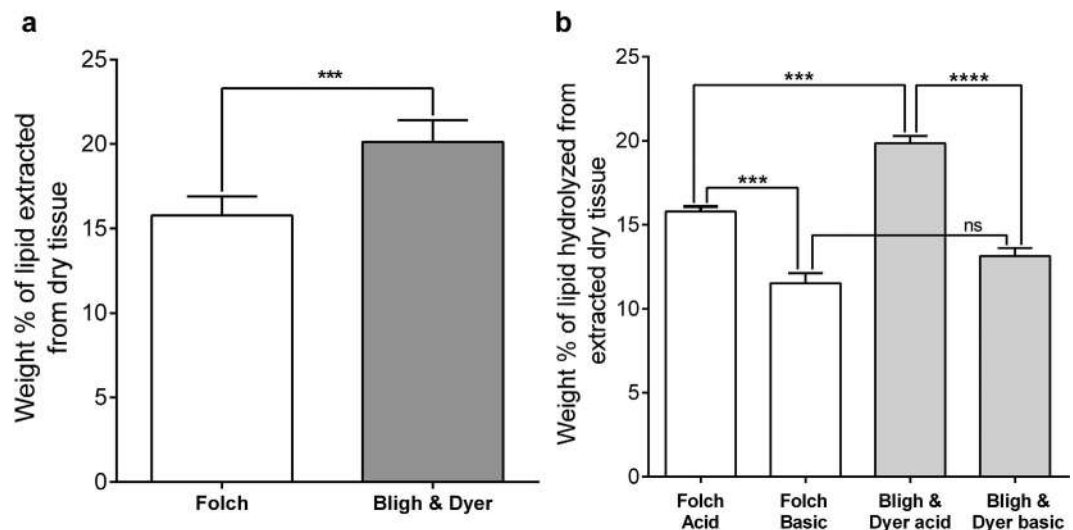 a
Weight % of lipid extracted
from dry tissue
25
20
15
10
5
0
***
Folch
Bligh & Dyer
b
Weight % of lipid hydrolyzed from
extracted dry tissue
25
20
15
10
5
0
***
****
***
ns
Folch
Acid
Folch
Basic
Bligh &
Dyer acid
Bligh &
Dyer basic